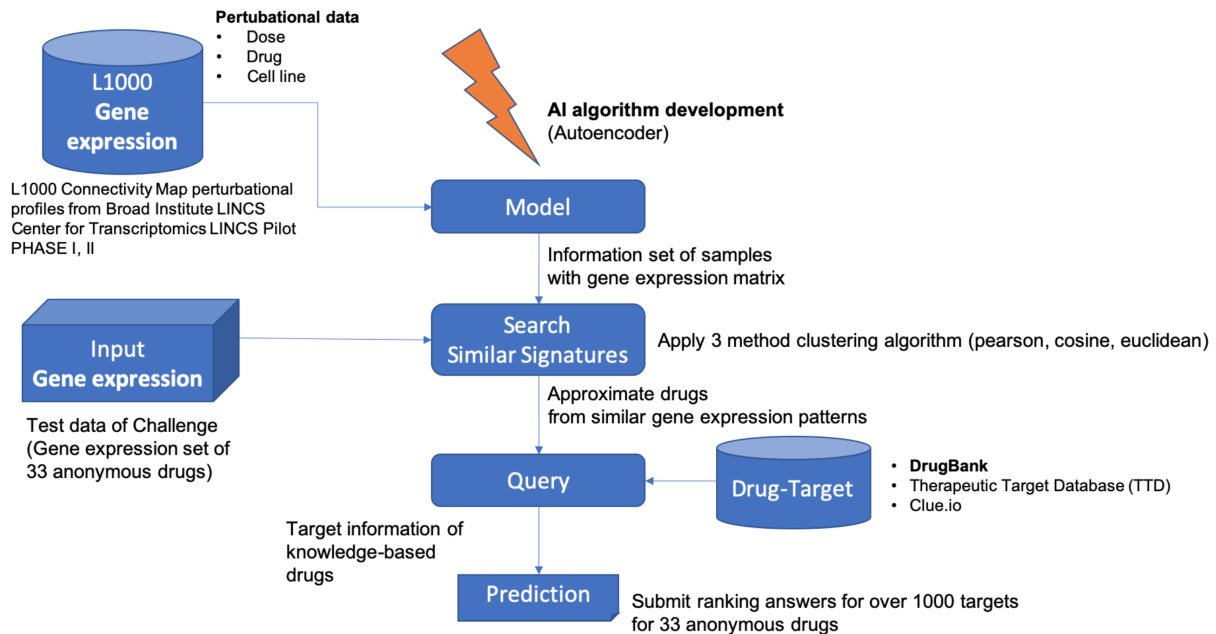 Pertubational data
• Dose
• Drug
• Cell line
L1000
Gene
expression
L1000 Connectivity Map perturbational
profiles from Broad Institute LINCS
Center for Transcriptomics LINCS Pilot
PHASE I, II
AI algorithm development
(Autoencoder)
Model
Information set of samples
with gene expression matrix
Input
Gene expression
Test data of Challenge
(Gene expression set of
33 anonymous drugs)
Search
Similar Signatures
Apply 3 method clustering algorithm (pearson, cosine, euclidean)
Approximate drugs
from similar gene expression patterns
Query
Drug-Target
• DrugBank
• Therapeutic Target Database (TTD)
• Clue.io
Target information of
knowledge-based
drugs
Prediction
Submit ranking answers for over 1000 targets
for 33 anonymous drugs